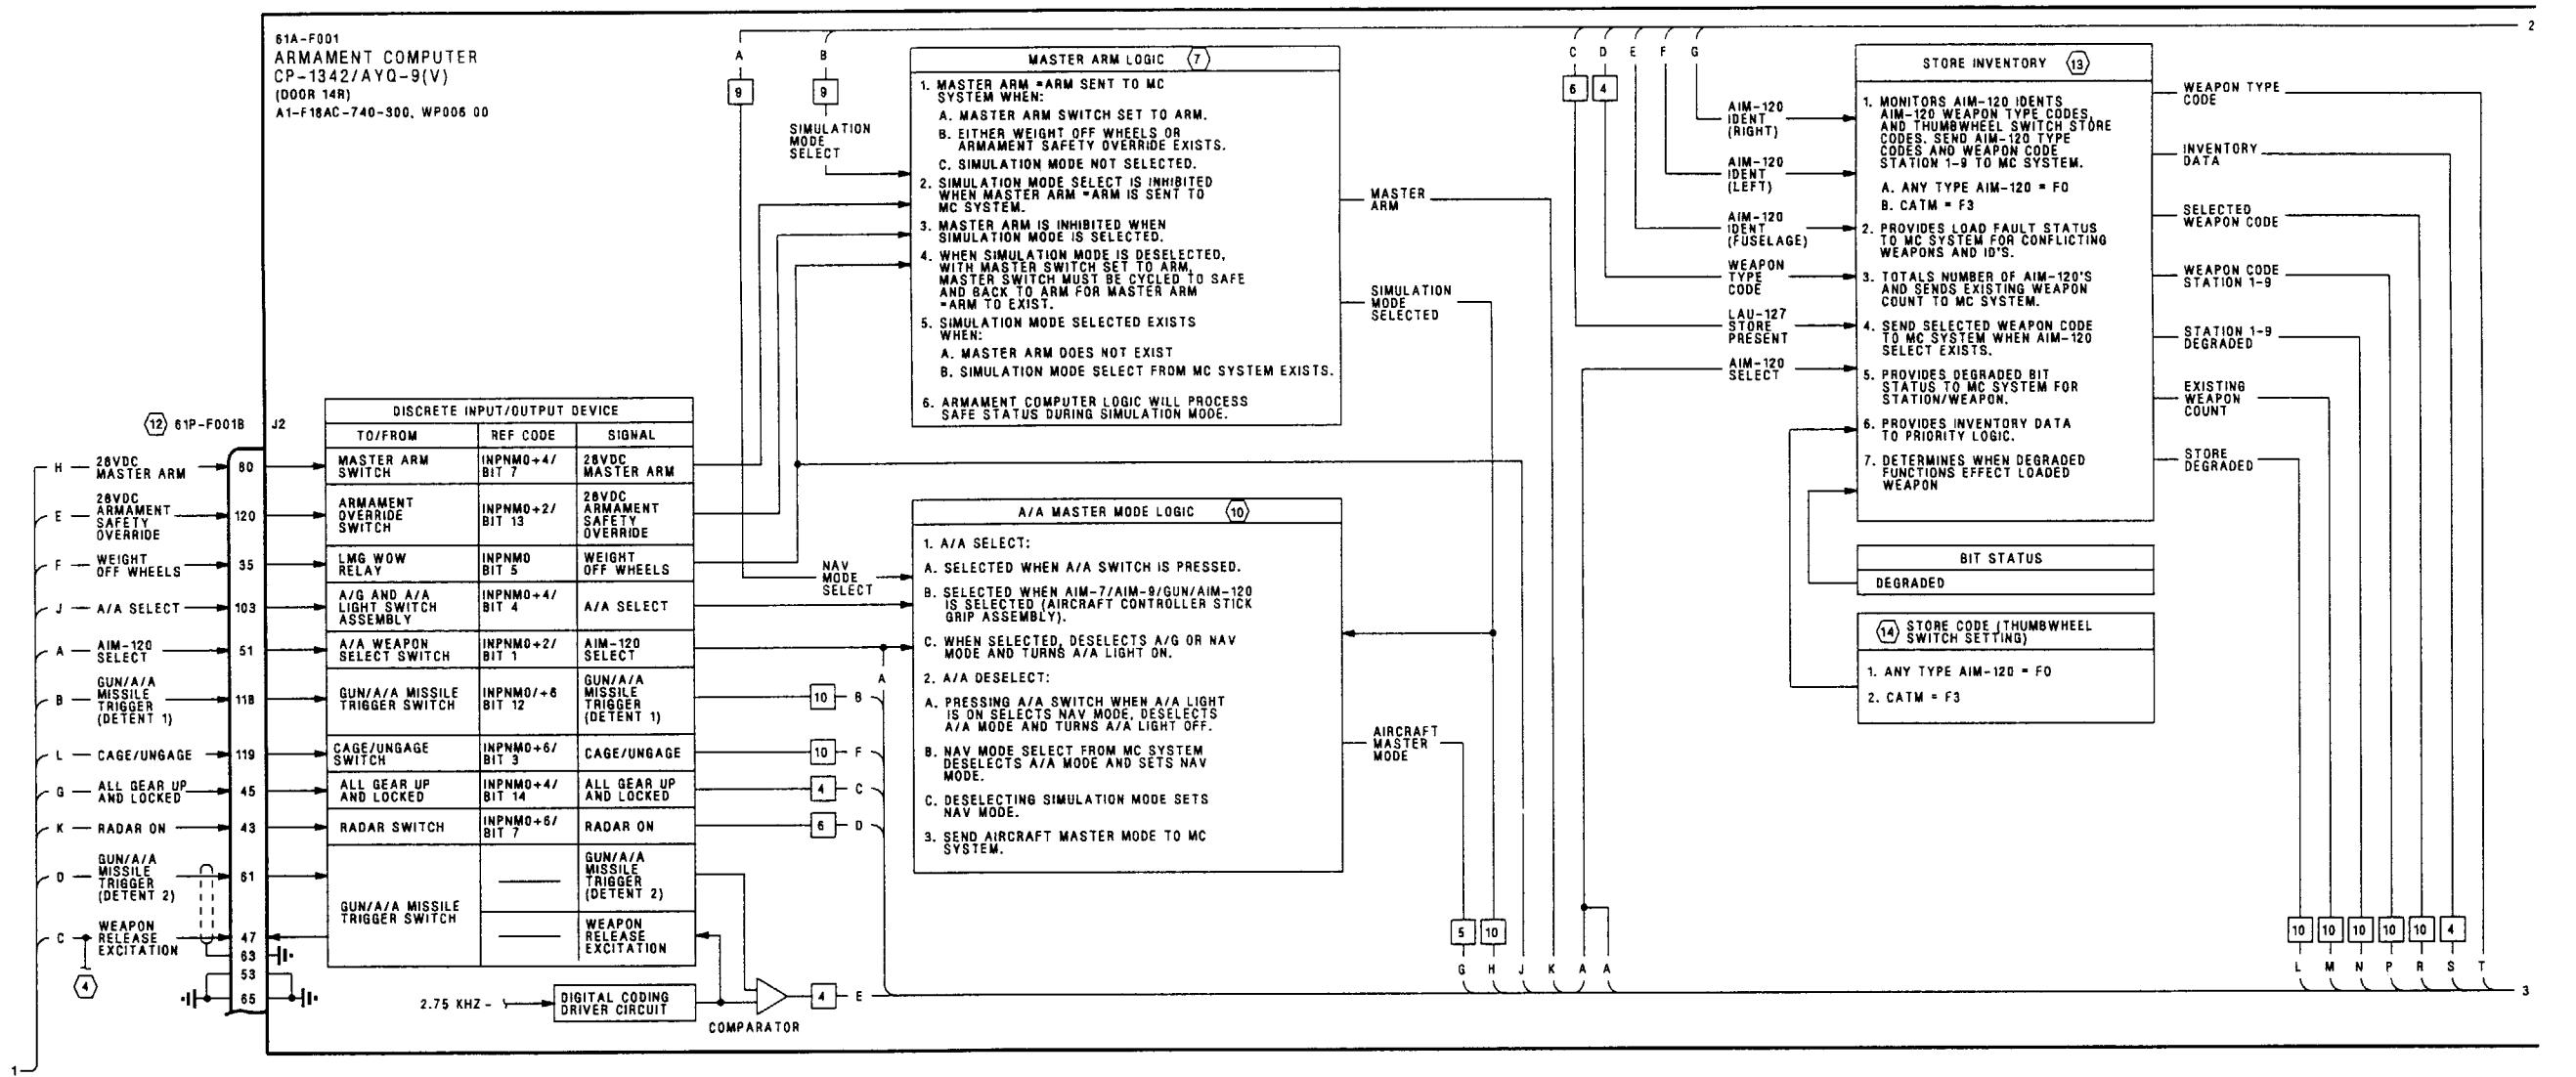 61A-F001
ARMAMENT COMPUTER
CP-1342/AYQ-9(V)
(DOOR 14R)
A1-F18AC-740-300, WP006 00
2
A
B
9
9
SIMULATION
MODE
SELECT
MASTER ARM LOGIC 7
1. MASTER ARM =ARM SENT TO MC
SYSTEM WHEN:
A. MASTER ARM SWITCH SET TO ARM.
B. EITHER WEIGHT OFF WHEELS OR
ARMAMENT SAFETY OVERRIDE EXISTS.
C. SIMULATION MODE NOT SELECTED.
2. SIMULATION MODE SELECT IS INHIBITED
WHEN MASTER ARM =ARM IS SENT TO
MC SYSTEM.
3. MASTER ARM IS INHIBITED WHEN
SIMULATION MODE IS SELECTED.
4. WHEN SIMULATION MODE IS DESELECTED,
WITH MASTER SWITCH SET TO ARM,
MASTER SWITCH MUST BE CYCLED TO SAFE
AND BACK TO ARM FOR MASTER ARM
=ARM TO EXIST.
5. SIMULATION MODE SELECTED EXISTS
WHEN:
A. MASTER ARM DOES NOT EXIST
B. SIMULATION MODE SELECT FROM MC SYSTEM EXISTS.
6. ARMAMENT COMPUTER LOGIC WILL PROCESS
SAFE STATUS DURING SIMULATION MODE.
MASTER
ARM
SIMULATION
MODE
SELECTED
C D E F G
6 4
AIM-120
IDENT
(RIGHT)
AIM-120
IDENT
(LEFT)
AIM-120
IDENT
(FUSELAGE)
WEAPON
TYPE
CODE
LAU-127
STORE
PRESENT
AIM-120
SELECT
STORE INVENTORY 13
1. MONITORS AIM-120 IDENTS
AIM-120 WEAPON TYPE CODES,
AND THUMBWHEEL SWITCH STORE
CODES. SEND AIM-120 TYPE
CODES AND WEAPON CODE
STATION 1-9 TO MC SYSTEM.
A. ANY TYPE AIM-120 = F0
B. CATM = F3
2. PROVIDES LOAD FAULT STATUS
TO MC SYSTEM FOR CONFLICTING
WEAPONS AND ID'S.
3. TOTALS NUMBER OF AIM-120'S
AND SENDS EXISTING WEAPON
COUNT TO MC SYSTEM.
4. SEND SELECTED WEAPON CODE
TO MC SYSTEM WHEN AIM-120
SELECT EXISTS.
5. PROVIDES DEGRADED BIT
STATUS TO MC SYSTEM FOR
STATION/WEAPON.
6. PROVIDES INVENTORY DATA
TO PRIORITY LOGIC.
7. DETERMINES WHEN DEGRADED
FUNCTIONS EFFECT LOADED
WEAPON
WEAPON TYPE
CODE
INVENTORY
DATA
SELECTED
WEAPON CODE
WEAPON CODE
STATION 1-9
STATION 1-9
DEGRADED
EXISTING
WEAPON
COUNT
STORE
DEGRADED
BIT STATUS
DEGRADED
14 STORE CODE (THUMBWHEEL
SWITCH SETTING)
1. ANY TYPE AIM-120 = F0
2. CATM = F3
12 61P-F001B J2
DISCRETE INPUT/OUTPUT DEVICE
TO/FROM REF CODE SIGNAL
H 28VDC
MASTER ARM
80
MASTER ARM
SWITCH
INPNM0+4/
BIT 7
28VDC
MASTER ARM
E 28VDC
ARMAMENT
SAFETY
OVERRIDE
120
ARMAMENT
OVERRIDE
SWITCH
INPNM0+2/
BIT 13
28VDC
ARMAMENT
SAFETY
OVERRIDE
F WEIGHT
OFF WHEELS
35
LMG WOW
RELAY
INPNM0
BIT 5
WEIGHT
OFF WHEELS
J A/A SELECT
103
A/G AND A/A
LIGHT SWITCH
ASSEMBLY
INPNM0+4/
BIT 4
A/A SELECT
A AIM-120
SELECT
51
A/A WEAPON
SELECT SWITCH
INPNM0+2/
BIT 1
AIM-120
SELECT
A
B GUN/A/A
MISSILE
TRIGGER
(DETENT 1)
118
GUN/A/A MISSILE
TRIGGER SWITCH
INPNM0/+6
BIT 12
GUN/A/A
MISSILE
TRIGGER
(DETENT 1)
10 B
L CAGE/UNGAGE
119
CAGE/UNGAGE
SWITCH
INPNM0+6/
BIT 3
CAGE/UNGAGE
10 F
G ALL GEAR UP
AND LOCKED
45
ALL GEAR UP
AND LOCKED
INPNM0+4/
BIT 14
ALL GEAR UP
AND LOCKED
4 C
K RADAR ON
43
RADAR SWITCH
INPNM0+6/
BIT 7
RADAR ON
6 D
D GUN/A/A
MISSILE
TRIGGER
(DETENT 2)
61
GUN/A/A MISSILE
TRIGGER SWITCH
GUN/A/A
MISSILE
TRIGGER
(DETENT 2)
C WEAPON
RELEASE
EXCITATION
47
WEAPON
RELEASE
EXCITATION
63
53
65
4
2.75 KHZ -
DIGITAL CODING
DRIVER CIRCUIT
COMPARATOR
4 E
NAV
MODE
SELECT
A/A MASTER MODE LOGIC 10
1. A/A SELECT:
A. SELECTED WHEN A/A SWITCH IS PRESSED.
B. SELECTED WHEN AIM-7/AIM-9/GUN/AIM-120
IS SELECTED (AIRCRAFT CONTROLLER STICK
GRIP ASSEMBLY).
C. WHEN SELECTED, DESELECTS A/G OR NAV
MODE AND TURNS A/A LIGHT ON.
2. A/A DESELECT:
A. PRESSING A/A SWITCH WHEN A/A LIGHT
IS ON SELECTS NAV MODE, DESELECTS
A/A MODE AND TURNS A/A LIGHT OFF.
B. NAV MODE SELECT FROM MC SYSTEM
DESELECTS A/A MODE AND SETS NAV
MODE.
C. DESELECTING SIMULATION MODE SETS
NAV MODE.
3. SEND AIRCRAFT MASTER MODE TO MC
SYSTEM.
AIRCRAFT
MASTER
MODE
5 10
G H J K A A
10 10 10 10 10 4
L M N P R S T
3
1